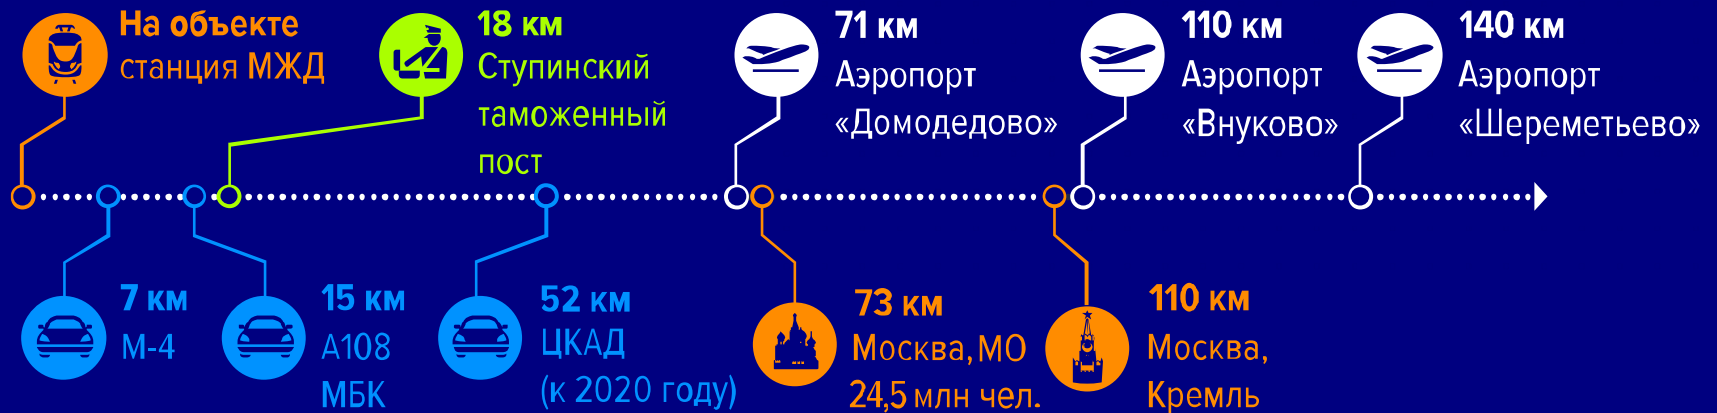 На объекте
станция МЖД
18 км
Ступинский
таможенный
пост
71 км
Аэропорт
«Домодедово»
110 км
Аэропорт
«Внуково»
140 км
Аэропорт
«Шереметьево»
7 км
М-4
15 км
А108
МБК
52 км
ЦКАД
(к 2020 году)
73 км
Москва, МО
24,5 млн чел.
110 км
Москва,
Кремль